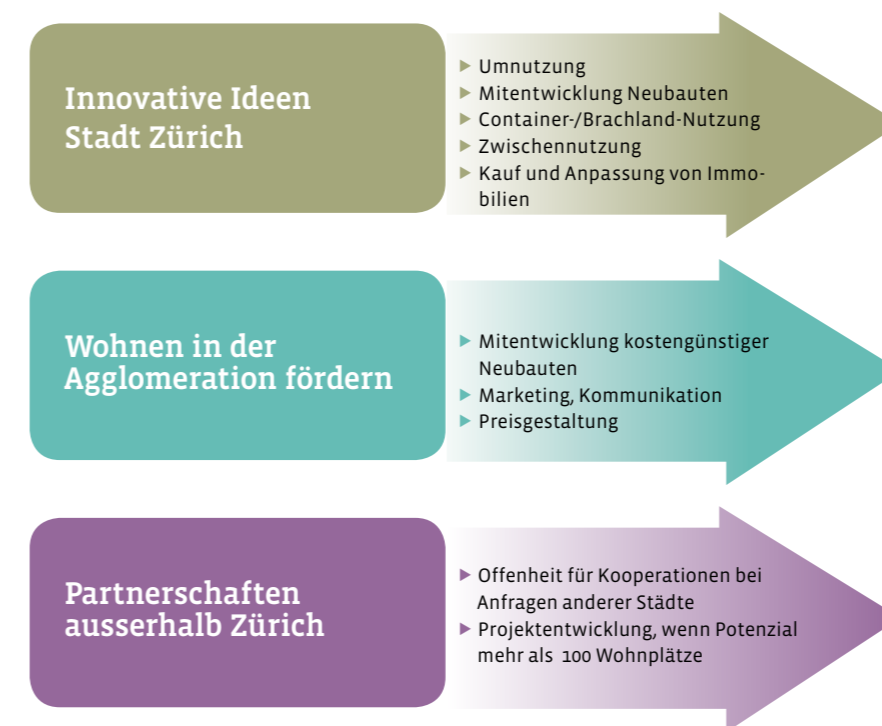 Innovative Ideen
Stadt Zürich
▶ Umnutzung
▶ Mitentwicklung Neubauten
▶ Container-/Brachland-Nutzung
▶ Zwischennutzung
▶ Kauf und Anpassung von Immo-
bilien
Wohnen in der
Agglomeration fördern
▶ Mitentwicklung kostengünstiger
Neubauten
▶ Marketing, Kommunikation
▶ Preisgestaltung
Partnerschaften
ausserhalb Zürich
▶ Offenheit für Kooperationen bei
Anfragen anderer Städte
▶ Projektentwicklung, wenn Potenzial
mehr als 100 Wohnplätze